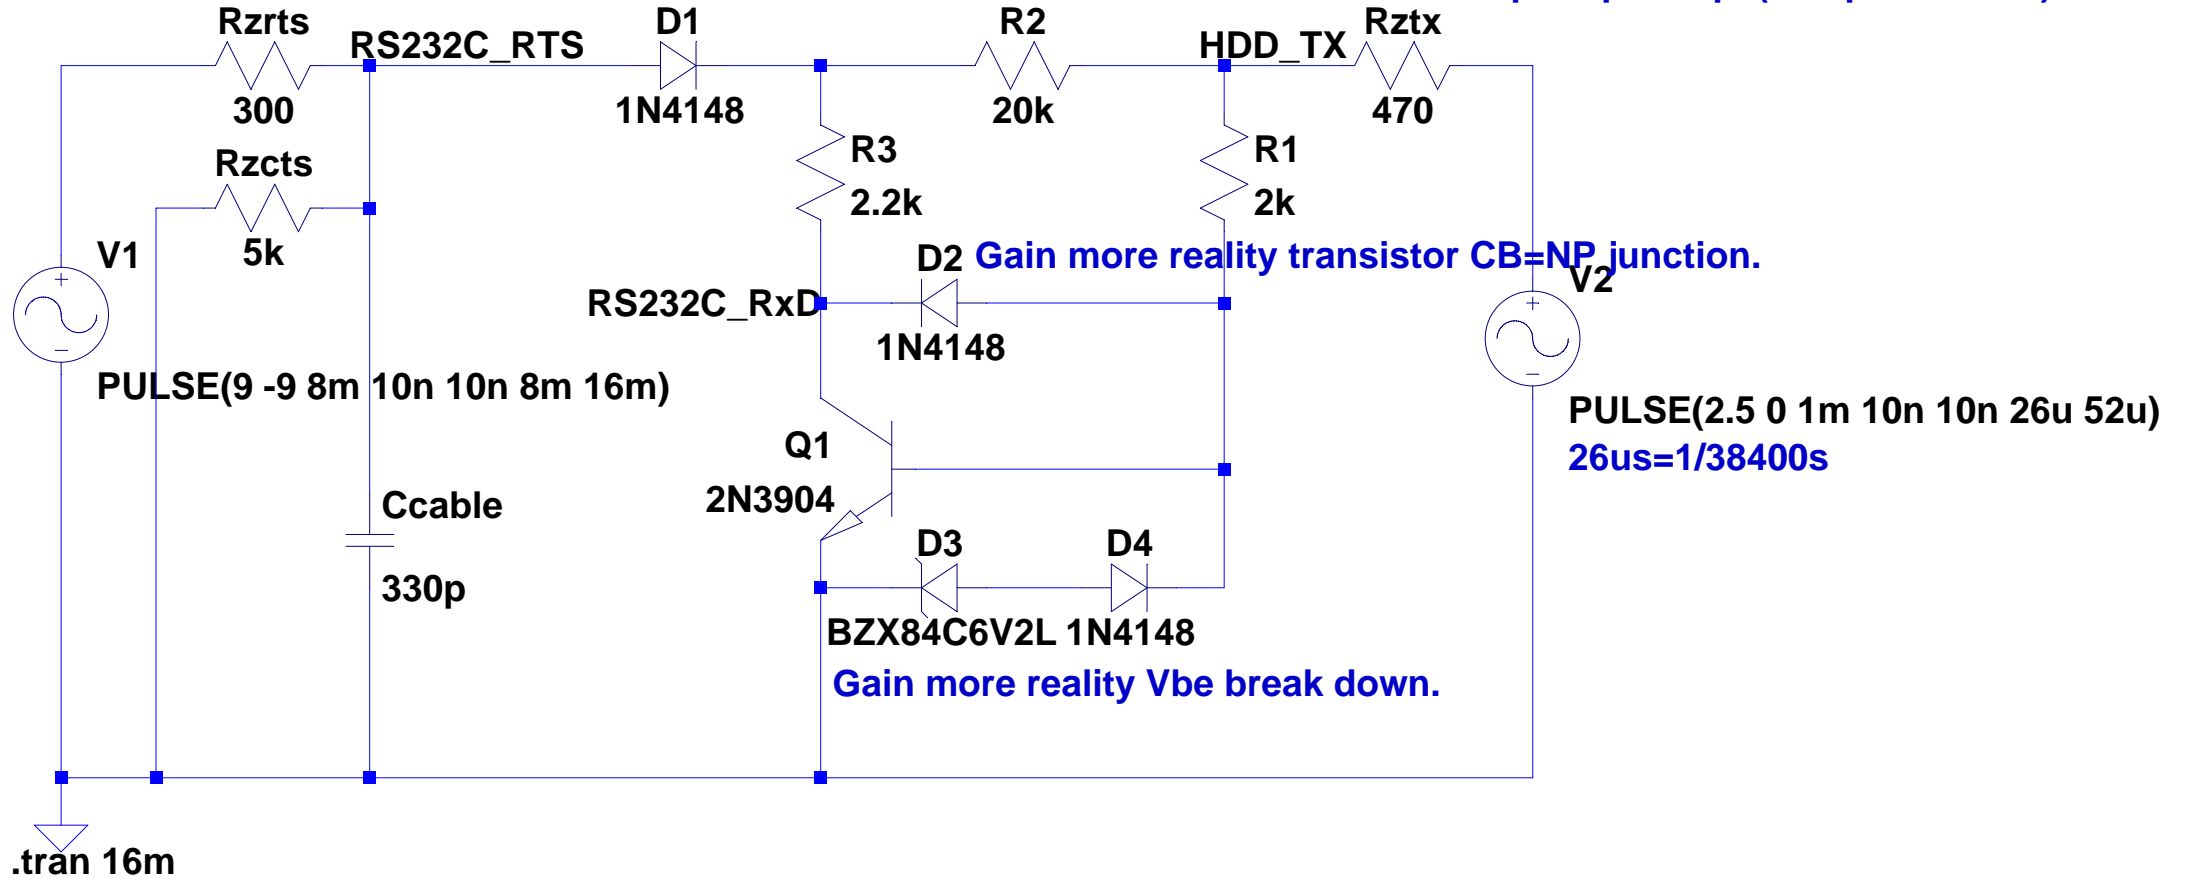 Rzrts
D1
R2
Rztx
RS232C_RTS
HDD_TX
300
1N4148
20k
470
R3
R1
Rzcts
2.2k
2k
5k
V1
D2
Gain more reality transistor CB=NP junction.
V2
RS232C_RxD
1N4148
PULSE(9 -9 8m 10n 10n 8m 16m)
PULSE(2.5 0 1m 10n 10n 26u 52u)
Q1
26us=1/38400s
2N3904
Ccable
D3
D4
330p
BZX84C6V2L
1N4148
Gain more reality Vbe break down.
.tran 16m